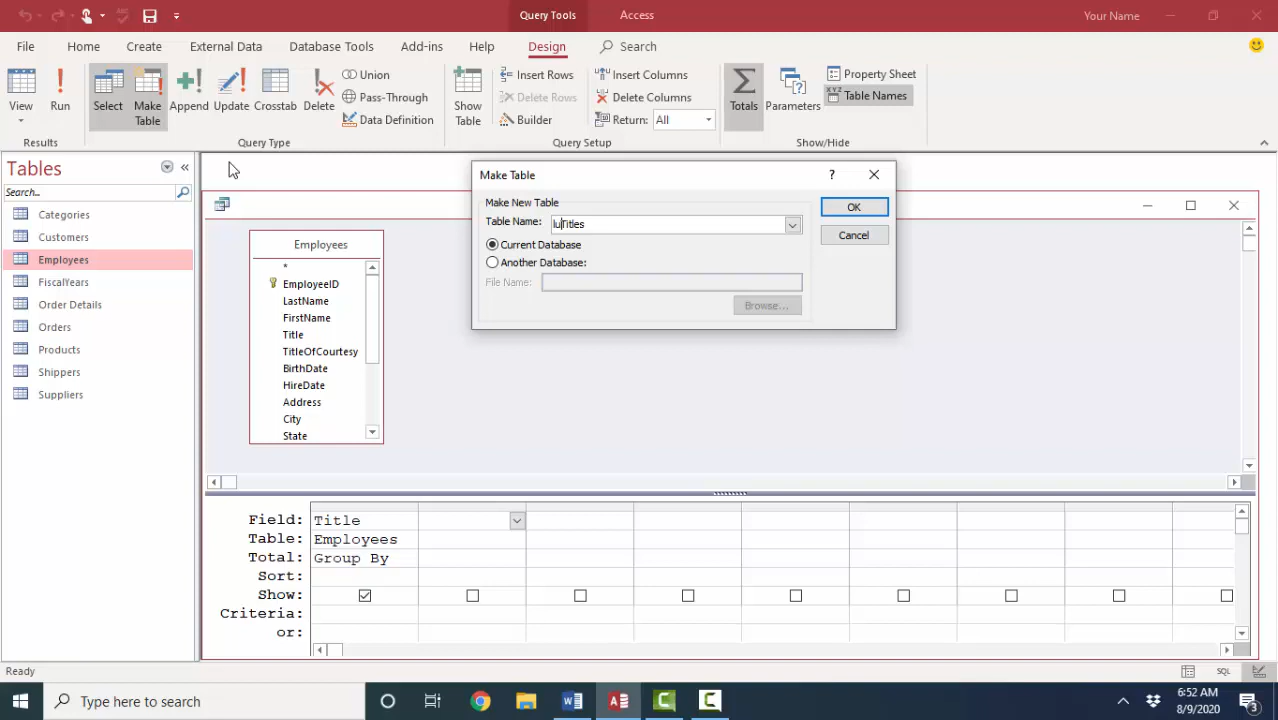 Query Tools
Access
Your Name
File
Home
Create
External Data
Database Tools
Add-ins
Help
Design
Search
View
Run
Select
Make
Table
Append
Update
Crosstab
Delete
Union
Pass-Through
Data Definition
Show
Table
Insert Rows
Delete Rows
Builder
Insert Columns
Delete Columns
Return: All
Totals
Parameters
Property Sheet
Table Names
Results
Query Type
Query Setup
Show/Hide
Tables
Search...
Categories
Customers
Employees
FiscalYears
Order Details
Orders
Products
Shippers
Suppliers
Make Table
?
Make New Table
Table Name: luTitles
Current Database
Another Database:
File Name:
Browse...
OK
Cancel
Employees
*
EmployeeID
LastName
FirstName
Title
TitleOfCourtesy
BirthDate
HireDate
Address
City
State
Field: Title
Table: Employees
Total: Group By
Sort:
Show:
Criteria:
or:
Ready
SQL
Type here to search
6:52 AM
8/9/2020
3